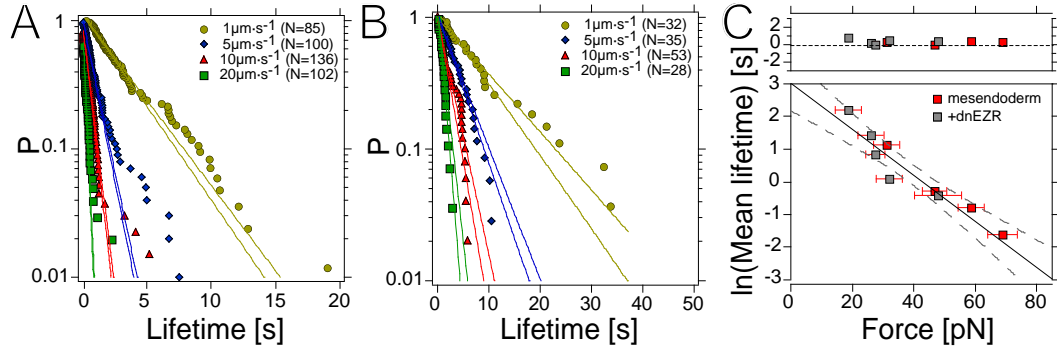 A
1µm·s⁻¹ (N=85)
5µm·s⁻¹ (N=100)
10µm·s⁻¹ (N=136)
20µm·s⁻¹ (N=102)
P
1
0.1
0.01
0 5 10 15 20
Lifetime [s]
B
1µm·s⁻¹ (N=32)
5µm·s⁻¹ (N=35)
10µm·s⁻¹ (N=53)
20µm·s⁻¹ (N=28)
P
1
0.1
0.01
0 10 20 30 40 50
Lifetime [s]
C
2
0
-2
[s]
mesendoderm
+dnEZR
ln(Mean lifetime)
3
2
1
0
-1
-2
-3
0 20 40 60 80
Force [pN]